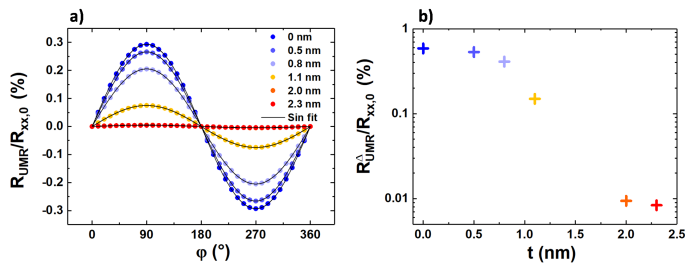 a)
R_UMR/R_xx,0 (%)
0.3
0.2
0.1
0.0
-0.1
-0.2
-0.3
0 nm
0.5 nm
0.8 nm
1.1 nm
2.0 nm
2.3 nm
Sin fit
0 90 180 270 360
φ (°)
b)
R^Δ_UMR/R_xx,0 (%)
1
0.1
0.01
0.0 0.5 1.0 1.5 2.0 2.5
t (nm)